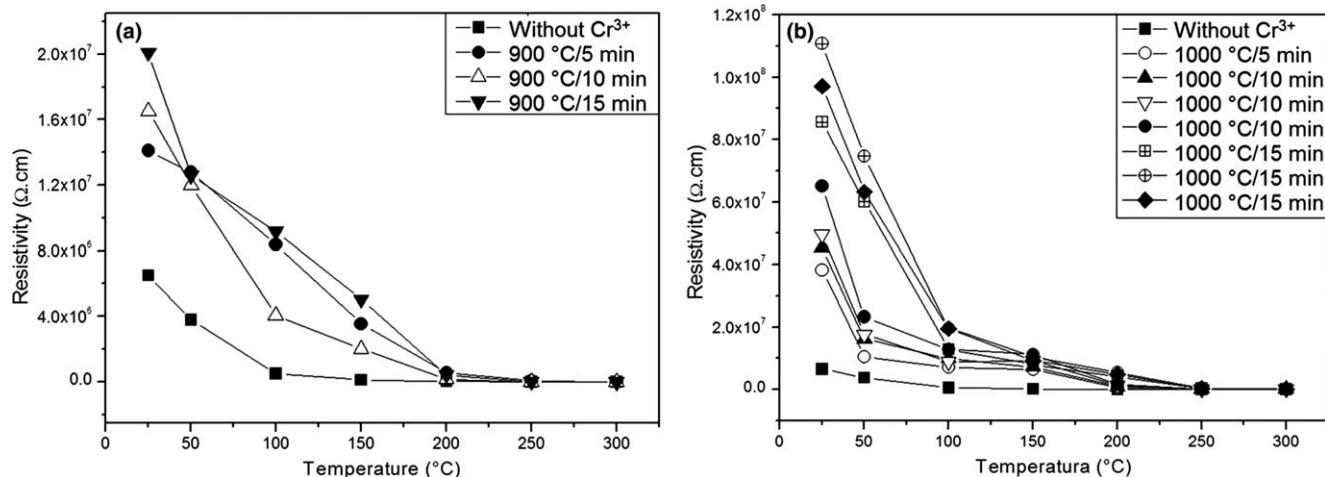 (a)
Without Cr³⁺
900 °C/5 min
900 °C/10 min
900 °C/15 min
2.0x10⁷
1.6x10⁷
1.2x10⁷
8.0x10⁶
4.0x10⁶
0.0
Resistivity (Ω.cm)
0 50 100 150 200 250 300
Temperature (°C)
(b)
Without Cr³⁺
1000 °C/5 min
1000 °C/10 min
1000 °C/10 min
1000 °C/10 min
1000 °C/15 min
1000 °C/15 min
1000 °C/15 min
1.2x10⁸
1.0x10⁸
8.0x10⁷
6.0x10⁷
4.0x10⁷
2.0x10⁷
0.0
Resistivity (Ω.cm)
0 50 100 150 200 250 300
Temperatura (°C)